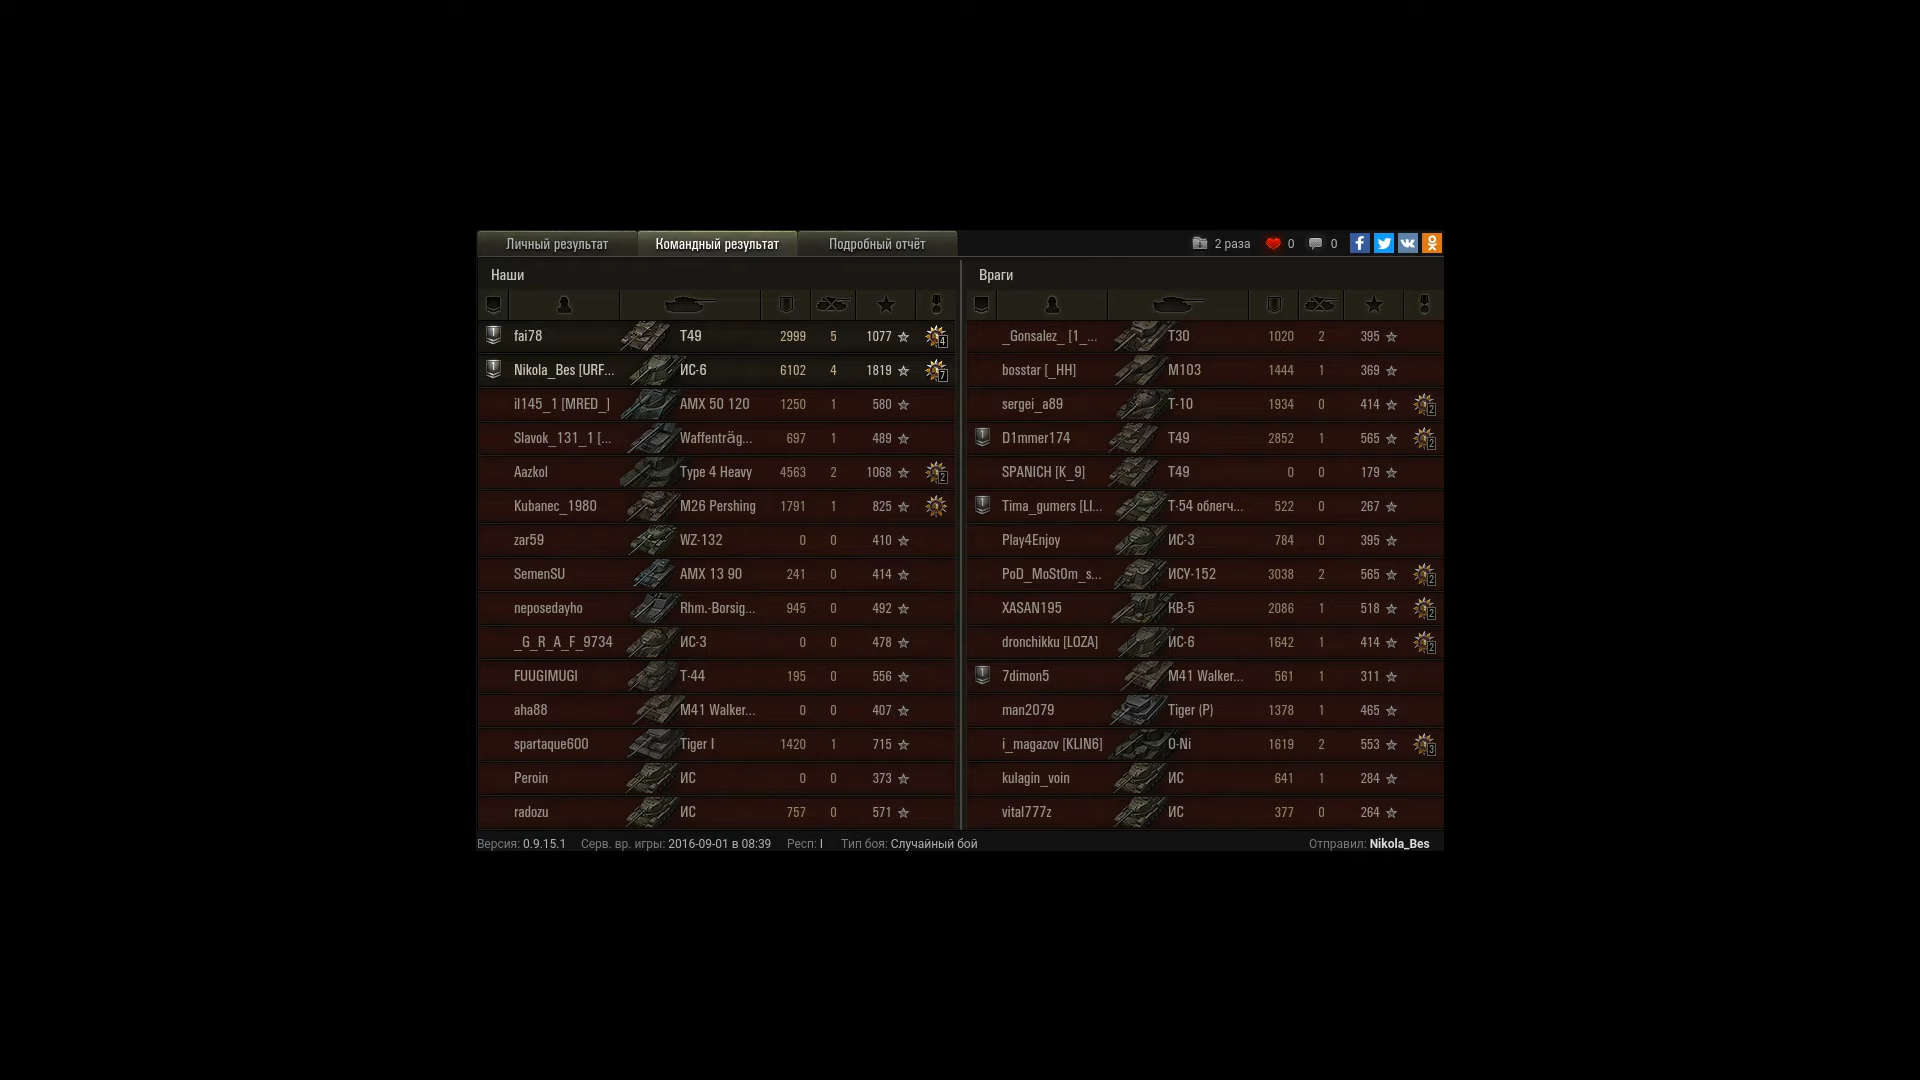 Личный результат Командный результат Подробный отчёт 2 раза 0 0
Наши Враги
fai78 T49 2999 5 1077 4 _Gonsalez_ [1_... T30 1020 2 395
Nikola_Bes [URF... ИС-6 6102 4 1819 7 bosstar [_HH] M103 1444 1 369
il145_1 [MRED_] AMX 50 120 1250 1 580 sergei_a89 Т-10 1934 0 414 2
Slavok_131_1 [... Waffenträg... 697 1 489 D1mmer174 T49 2852 1 565 2
Aazkol Type 4 Heavy 4563 2 1068 2 SPANICH [K_9] T49 0 0 179
Kubanec_1980 M26 Pershing 1791 1 825 Tima_gumers [LI... Т-54 облегч... 522 0 267
zar59 WZ-132 0 0 410 Play4Enjoy ИС-3 784 0 395
SemenSU AMX 13 90 241 0 414 PoD_MoSt0m_s... ИСУ-152 3038 2 565 2
neposedayho Rhm.-Borsig... 945 0 492 XASAN195 КВ-5 2086 1 518 2
_G_R_A_F_9734 ИС-3 0 0 478 dronchikku [LOZA] ИС-6 1642 1 414 2
FUUGIMUGI Т-44 195 0 556 7dimon5 M41 Walker... 561 1 311
aha88 M41 Walker... 0 0 407 man2079 Tiger (P) 1378 1 465
spartaque600 Tiger I 1420 1 715 i_magazov [KLIN6] O-Ni 1619 2 553 3
Peroin ИС 0 0 373 kulagin_voin ИС 641 1 284
radozu ИС 757 0 571 vital777z ИС 377 0 264
Версия: 0.9.15.1 Серв. вр. игры: 2016-09-01 в 08:39 Респ: I Тип боя: Случайный бой Отправил: Nikola_Bes